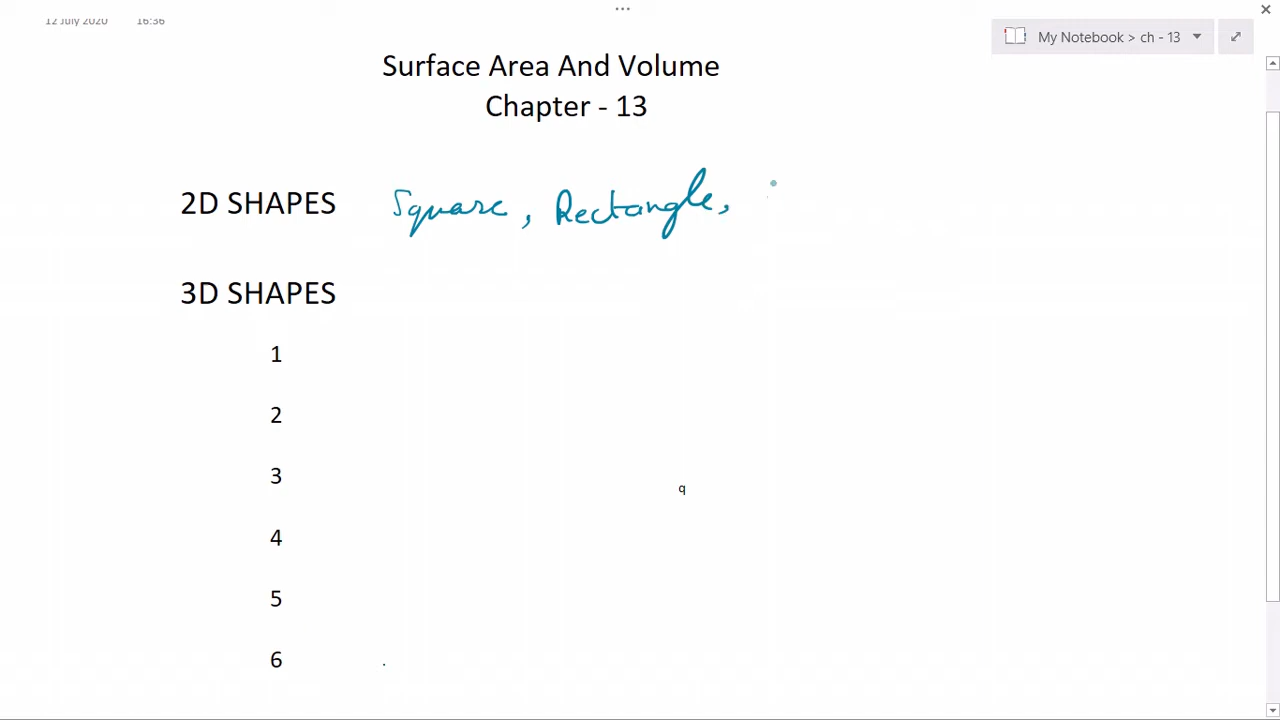 12 July 2020 16:36
My Notebook > ch - 13
Surface Area And Volume
Chapter - 13
2D SHAPES Square, Rectangle,
3D SHAPES
1
2
3
q
4
5
6